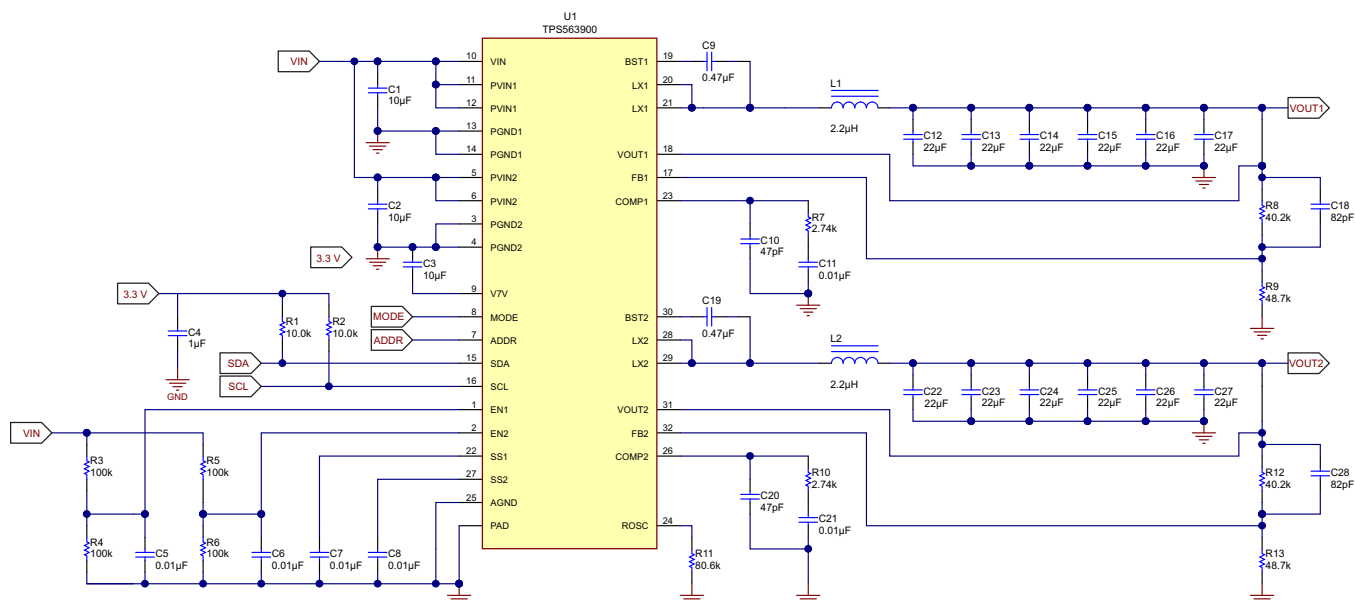 U1
TPS563900
VIN
C1
10µF
C2
10µF
3.3 V
C3
10µF
3.3 V
C4
1µF
GND
R1
10.0k
R2
10.0k
MODE
ADDR
SDA
SCL
VIN
R3
100k
R4
100k
C5
0.01µF
R5
100k
R6
100k
C6
0.01µF
C7
0.01µF
C8
0.01µF
10 VIN
11 PVIN1
12 PVIN1
13 PGND1
14 PGND1
5 PVIN2
6 PVIN2
3 PGND2
4 PGND2
9 V7V
8 MODE
7 ADDR
15 SDA
16 SCL
1 EN1
2 EN2
22 SS1
27 SS2
25 AGND
PAD
BST1 19
LX1 20
LX1 21
VOUT1 18
FB1 17
COMP1 23
BST2 30
LX2 28
LX2 29
VOUT2 31
FB2 32
COMP2 26
ROSC 24
C9
0.47µF
L1
2.2µH
C12
22µF
C13
22µF
C14
22µF
C15
22µF
C16
22µF
C17
22µF
VOUT1
R8
40.2k
C18
82pF
R9
48.7k
C10
47pF
R7
2.74k
C11
0.01µF
C19
0.47µF
L2
2.2µH
C22
22µF
C23
22µF
C24
22µF
C25
22µF
C26
22µF
C27
22µF
VOUT2
R12
40.2k
C28
82pF
R13
48.7k
C20
47pF
R10
2.74k
C21
0.01µF
R11
80.6k